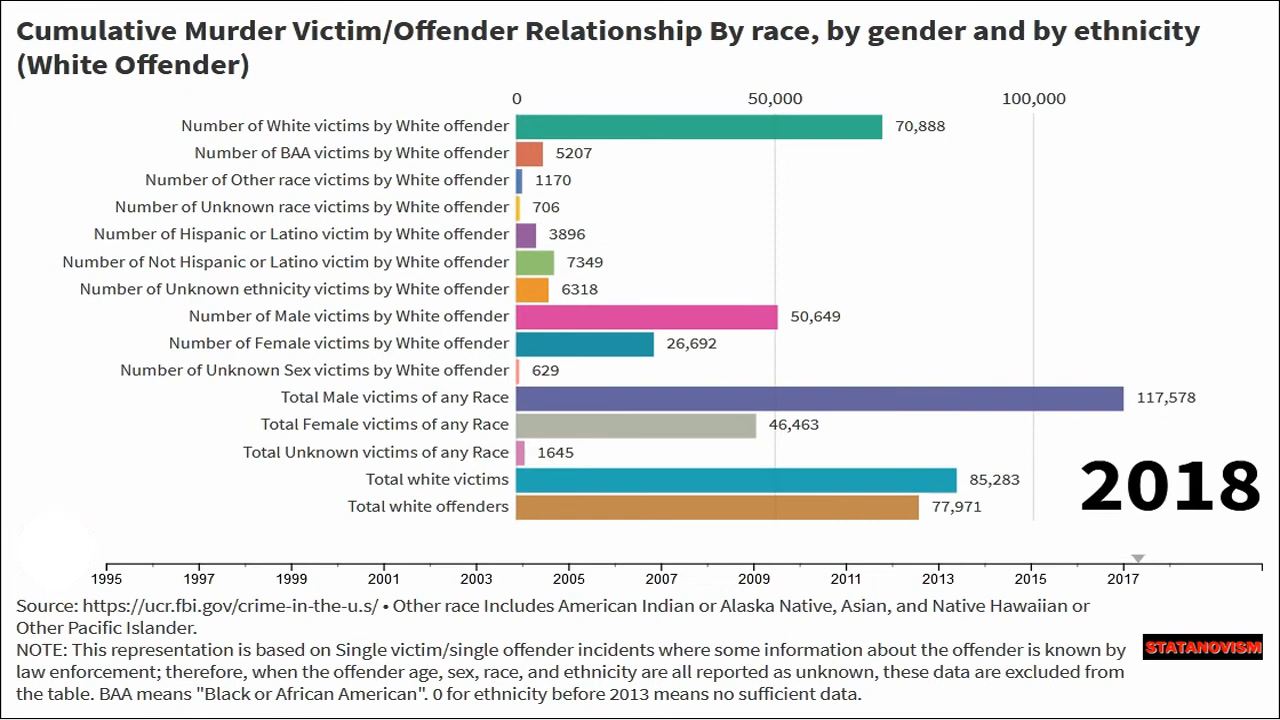 Cumulative Murder Victim/Offender Relationship By race, by gender and by ethnicity
(White Offender)
0 50,000 100,000
Number of White victims by White offender 70,888
Number of BAA victims by White offender 5207
Number of Other race victims by White offender 1170
Number of Unknown race victims by White offender 706
Number of Hispanic or Latino victim by White offender 3896
Number of Not Hispanic or Latino victim by White offender 7349
Number of Unknown ethnicity victims by White offender 6318
Number of Male victims by White offender 50,649
Number of Female victims by White offender 26,692
Number of Unknown Sex victims by White offender 629
Total Male victims of any Race 117,578
Total Female victims of any Race 46,463
Total Unknown victims of any Race 1645
Total white victims 85,283
Total white offenders 77,971
2018
1995 1997 1999 2001 2003 2005 2007 2009 2011 2013 2015 2017
Source: https://ucr.fbi.gov/crime-in-the-u.s/ • Other race Includes American Indian or Alaska Native, Asian, and Native Hawaiian or
Other Pacific Islander.
NOTE: This representation is based on Single victim/single offender incidents where some information about the offender is known by
law enforcement; therefore, when the offender age, sex, race, and ethnicity are all reported as unknown, these data are excluded from
the table. BAA means "Black or African American". 0 for ethnicity before 2013 means no sufficient data.
STATANOVISM